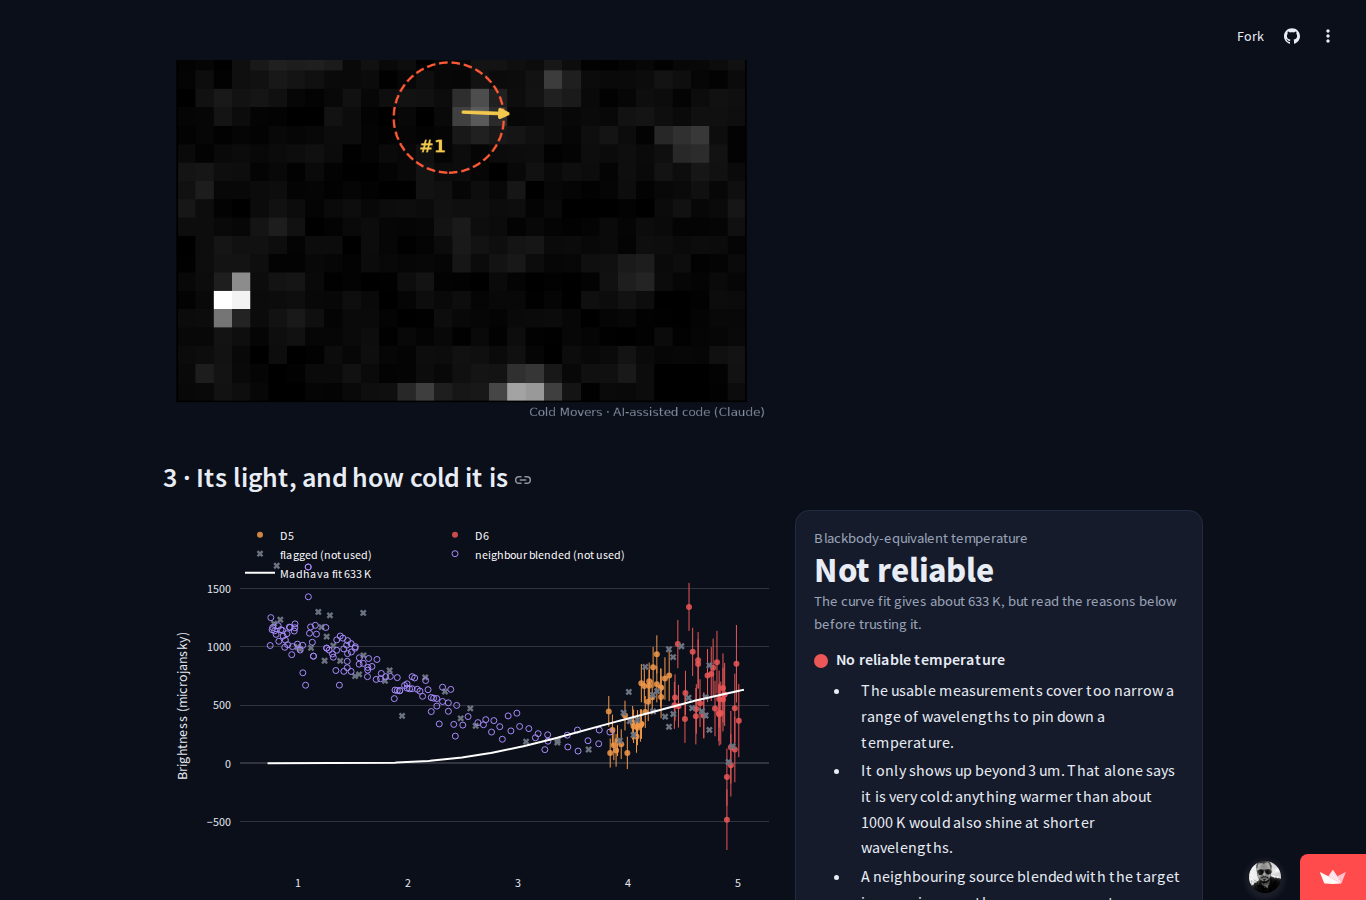 Fork
#1
Cold Movers · AI-assisted code (Claude)
3 · Its light, and how cold it is
D5
D6
flagged (not used)
neighbour blended (not used)
Madhava fit 633 K
1500
1000
500
0
−500
Brightness (microjansky)
1
2
3
4
5
Blackbody-equivalent temperature
Not reliable
The curve fit gives about 633 K, but read the reasons below
before trusting it.
No reliable temperature
The usable measurements cover too narrow a
range of wavelengths to pin down a
temperature.
It only shows up beyond 3 um. That alone says
it is very cold: anything warmer than about
1000 K would also shine at shorter
wavelengths.
A neighbouring source blended with the target